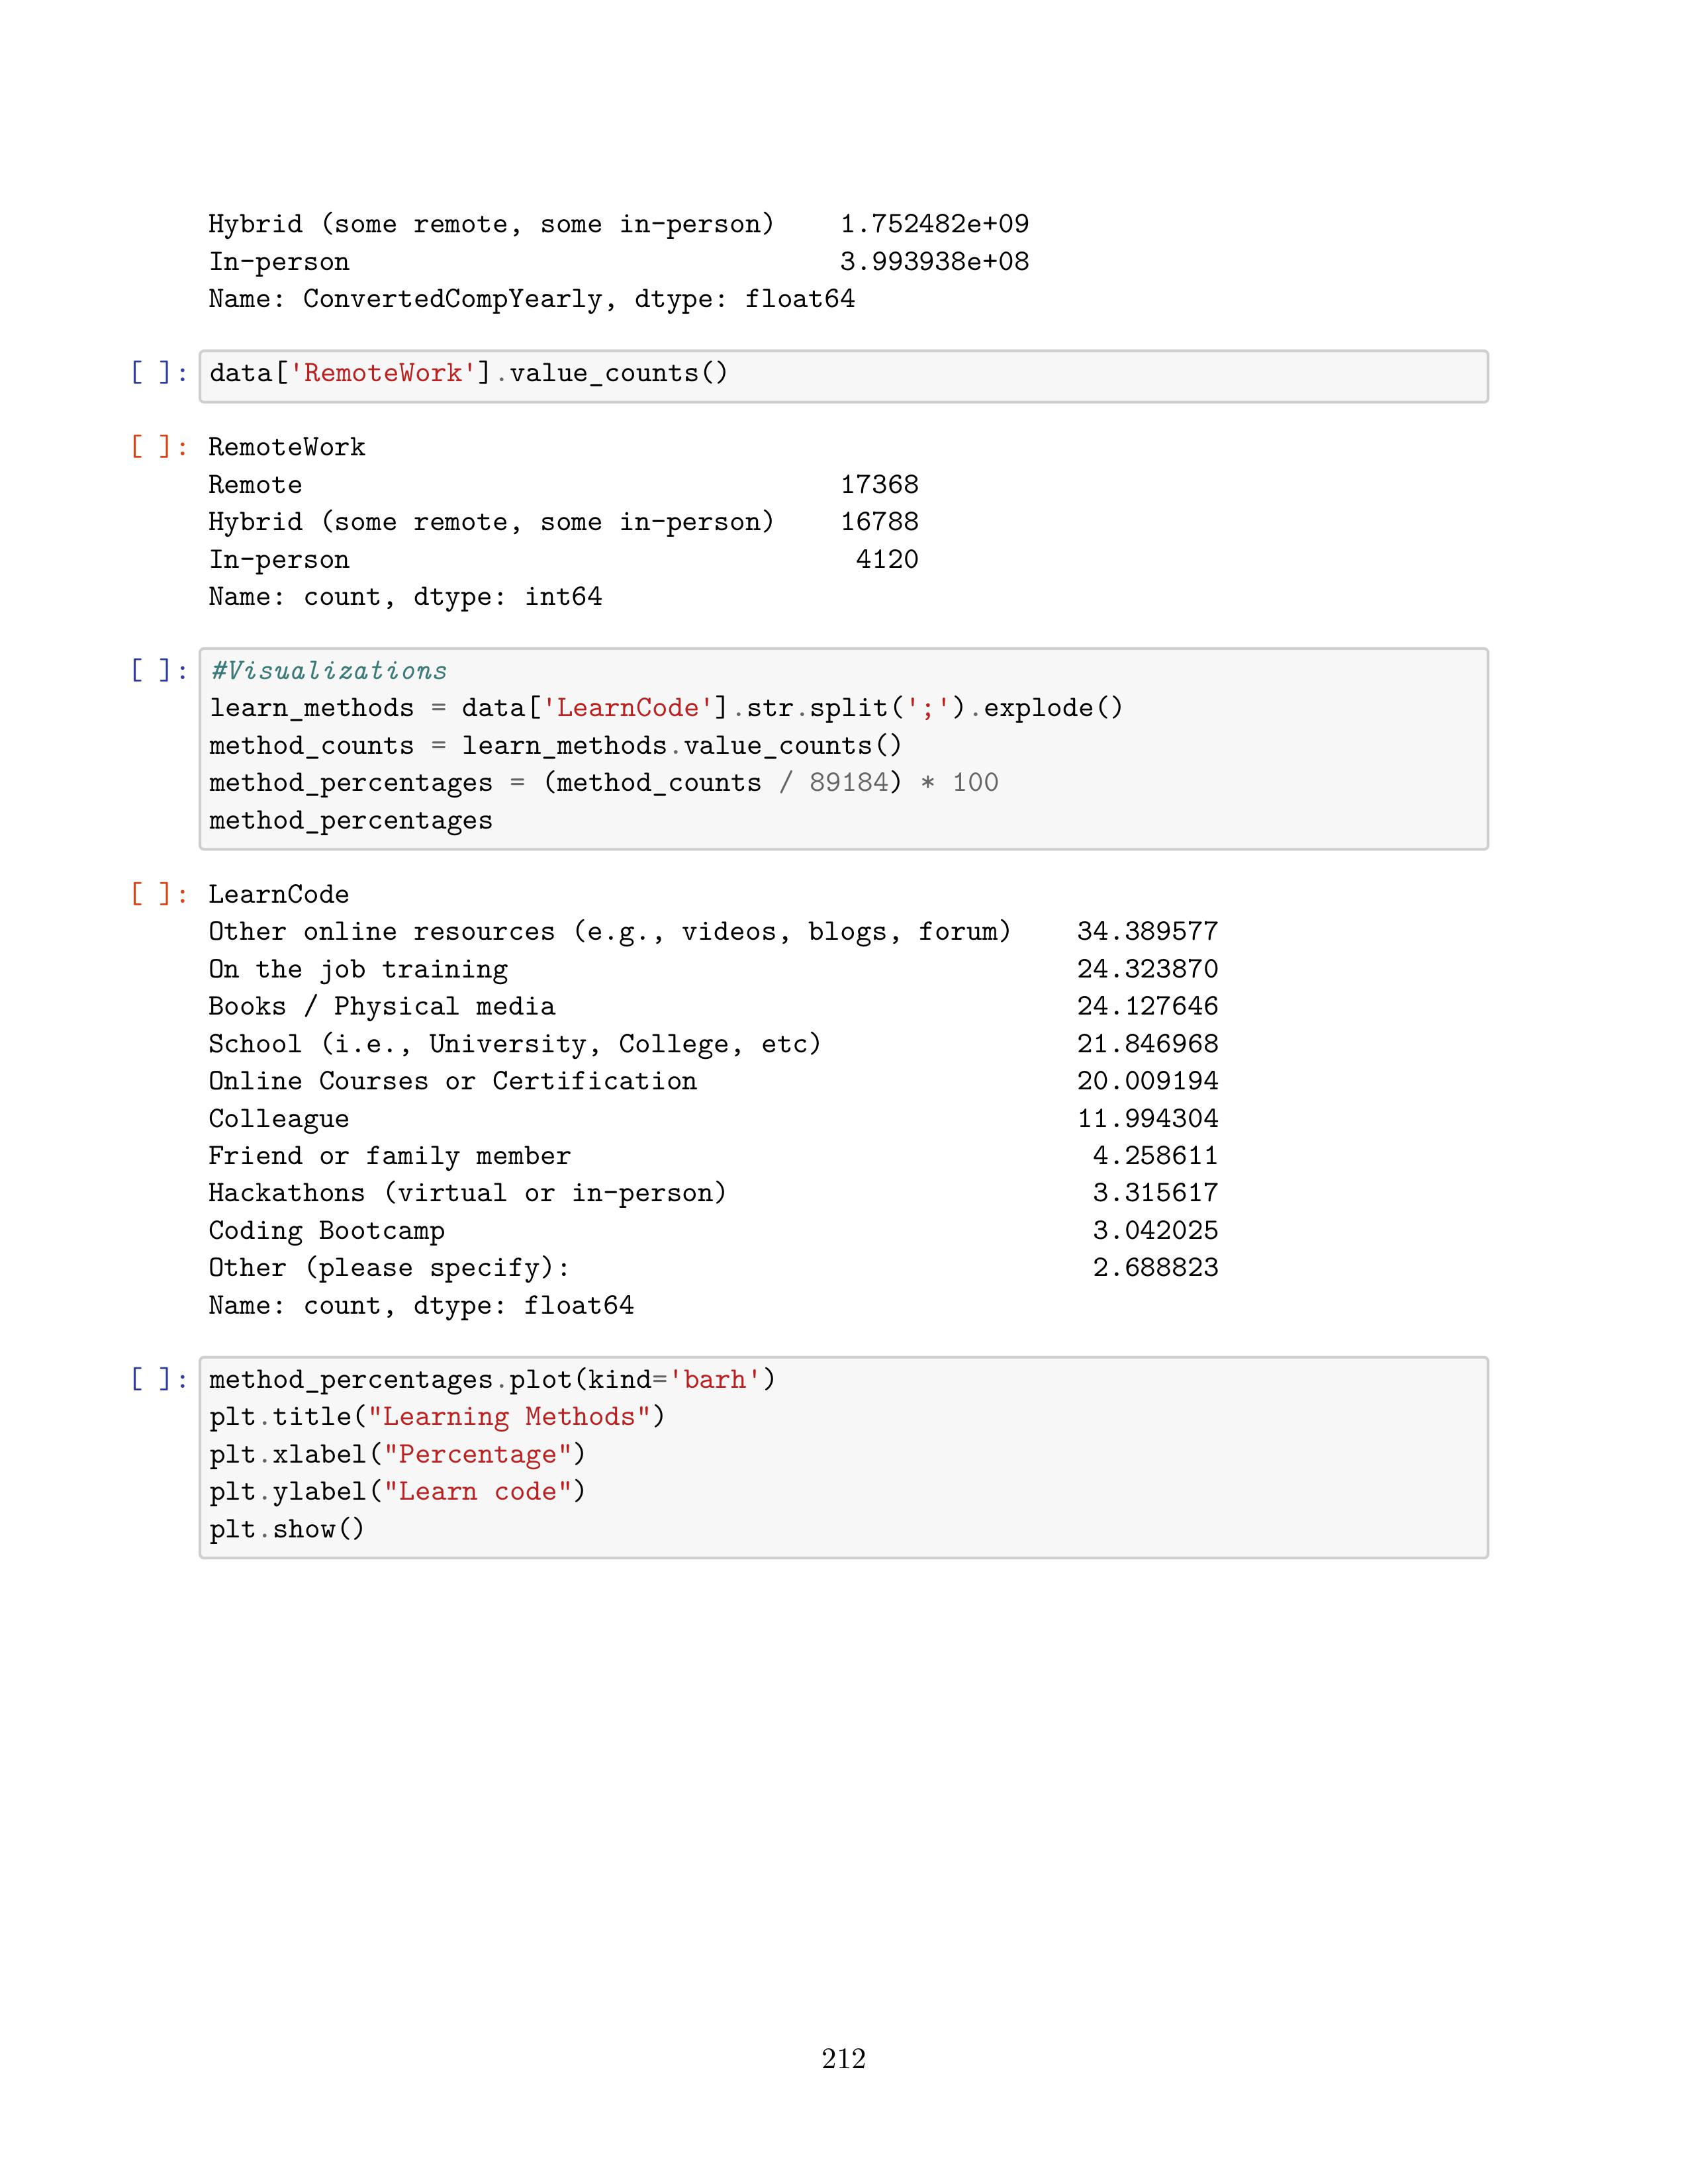 Hybrid (some remote, some in-person)    1.752482e+09
In-person                               3.993938e+08
Name: ConvertedCompYearly, dtype: float64
[ ]: data['RemoteWork'].value_counts()
[ ]: RemoteWork
Remote                                  17368
Hybrid (some remote, some in-person)    16788
In-person                                4120
Name: count, dtype: int64
[ ]: #Visualizations
learn_methods = data['LearnCode'].str.split(';').explode()
method_counts = learn_methods.value_counts()
method_percentages = (method_counts / 89184) * 100
method_percentages
[ ]: LearnCode
Other online resources (e.g., videos, blogs, forum)    34.389577
On the job training                                    24.323870
Books / Physical media                                 24.127646
School (i.e., University, College, etc)                21.846968
Online Courses or Certification                        20.009194
Colleague                                              11.994304
Friend or family member                                 4.258611
Hackathons (virtual or in-person)                       3.315617
Coding Bootcamp                                         3.042025
Other (please specify):                                 2.688823
Name: count, dtype: float64
[ ]: method_percentages.plot(kind='barh')
plt.title("Learning Methods")
plt.xlabel("Percentage")
plt.ylabel("Learn code")
plt.show()
212